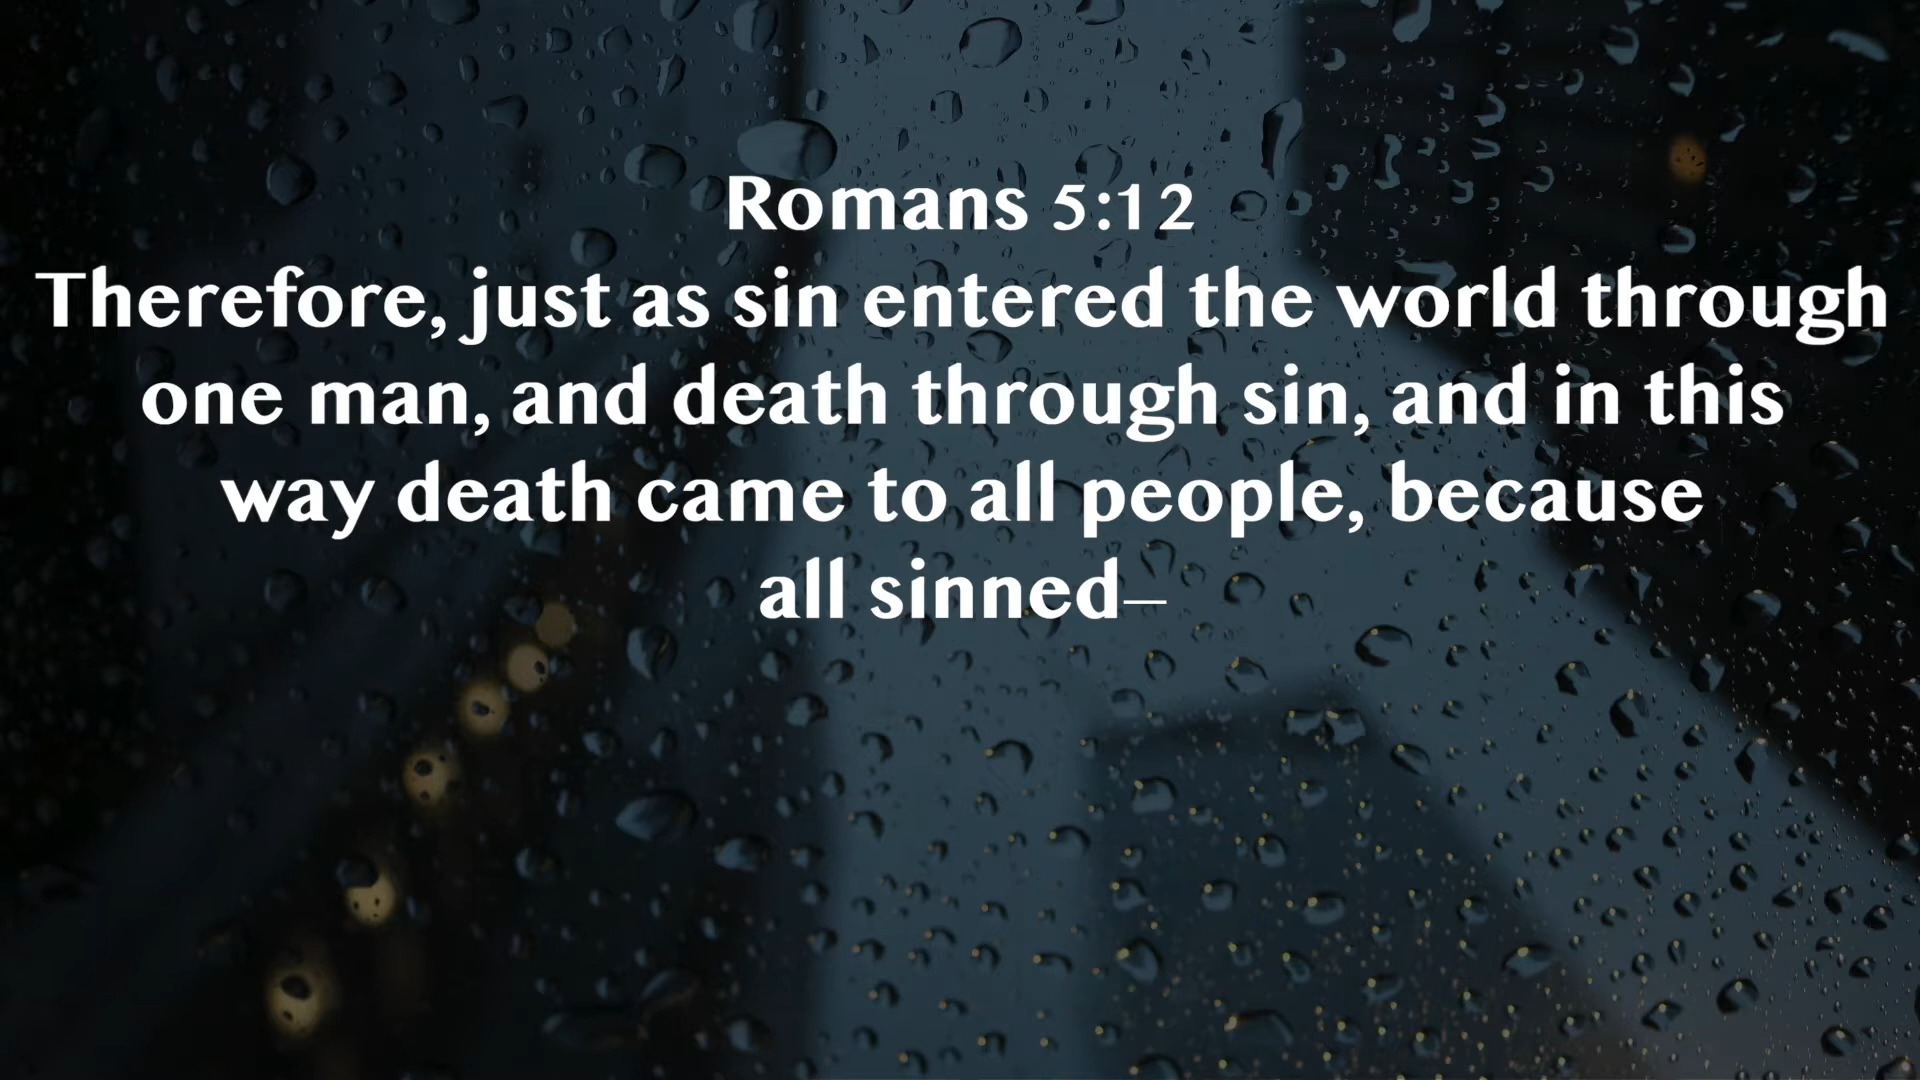 Romans 5:12
Therefore, just as sin entered the world through
one man, and death through sin, and in this
way death came to all people, because
all sinned—